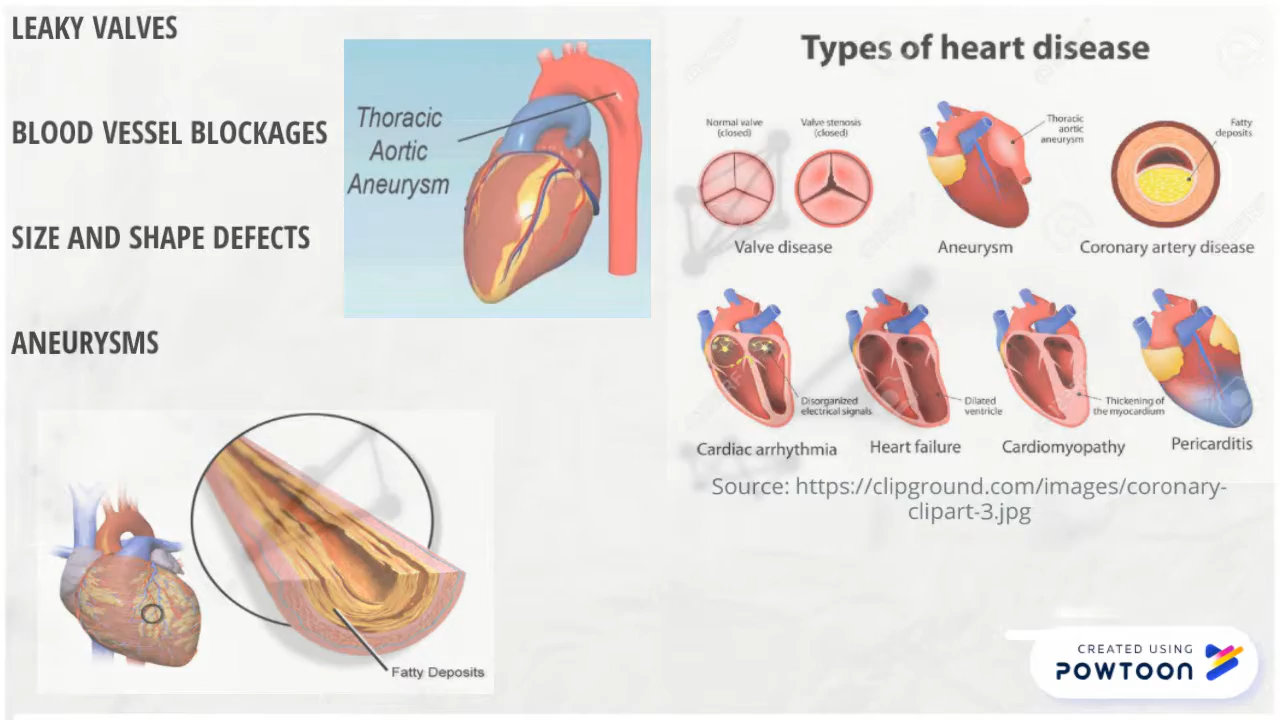 LEAKY VALVES
BLOOD VESSEL BLOCKAGES
SIZE AND SHAPE DEFECTS
ANEURYSMS
Thoracic
Aortic
Aneurysm
Fatty Deposits
Types of heart disease
Normal valve
(closed)
Valve stenosis
(closed)
Valve disease
Thoracic
aortic
aneurysm
Aneurysm
Fatty
deposits
Coronary artery disease
Disorganized
electrical signals
Cardiac arrhythmia
Dilated
ventricle
Heart failure
Thickening of
the myocardium
Cardiomyopathy
Pericarditis
Source: https://clipground.com/images/coronary-
clipart-3.jpg
CREATED USING
POWTOON